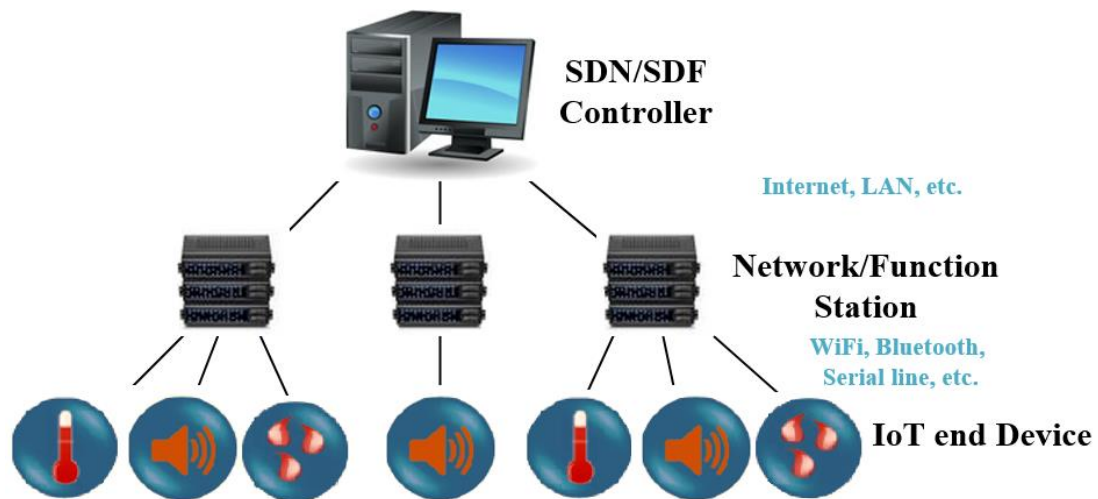 SDN/SDF
Controller
Internet, LAN, etc.
Network/Function
Station
WiFi, Bluetooth,
Serial line, etc.
IoT end Device